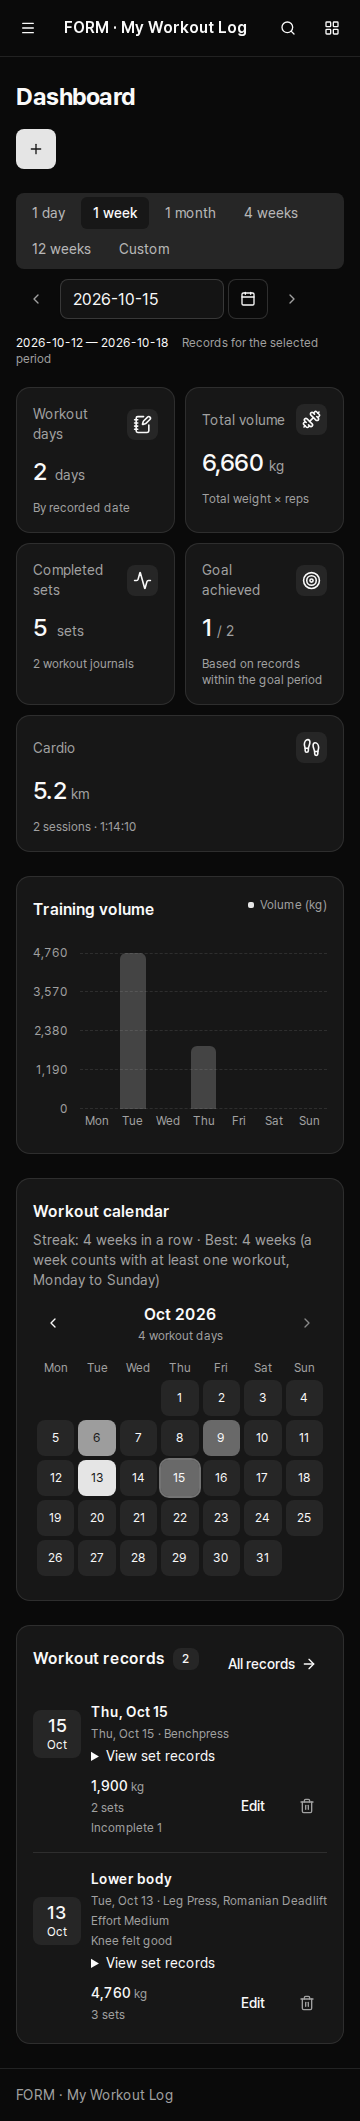 FORM · My Workout Log
Dashboard
1 day 1 week 1 month 4 weeks
12 weeks Custom
2026-10-15
2026-10-12 — 2026-10-18 Records for the selected
period
Workout
days
2 days
By recorded date
Total volume
6,660 kg
Total weight × reps
Completed
sets
5 sets
2 workout journals
Goal
achieved
1 / 2
Based on records
within the goal period
Cardio
5.2 km
2 sessions · 1:14:10
Training volume
Volume (kg)
4,760
3,570
2,380
1,190
0
Mon Tue Wed Thu Fri Sat Sun
Workout calendar
Streak: 4 weeks in a row · Best: 4 weeks (a
week counts with at least one workout,
Monday to Sunday)
Oct 2026
4 workout days
Mon Tue Wed Thu Fri Sat Sun
1 2 3 4
5 6 7 8 9 10 11
12 13 14 15 16 17 18
19 20 21 22 23 24 25
26 27 28 29 30 31
Workout records 2
All records
15
Oct
Thu, Oct 15
Thu, Oct 15 · Benchpress
View set records
1,900 kg
2 sets
Incomplete 1
Edit
13
Oct
Lower body
Tue, Oct 13 · Leg Press, Romanian Deadlift
Effort Medium
Knee felt good
View set records
4,760 kg
3 sets
Edit
FORM · My Workout Log